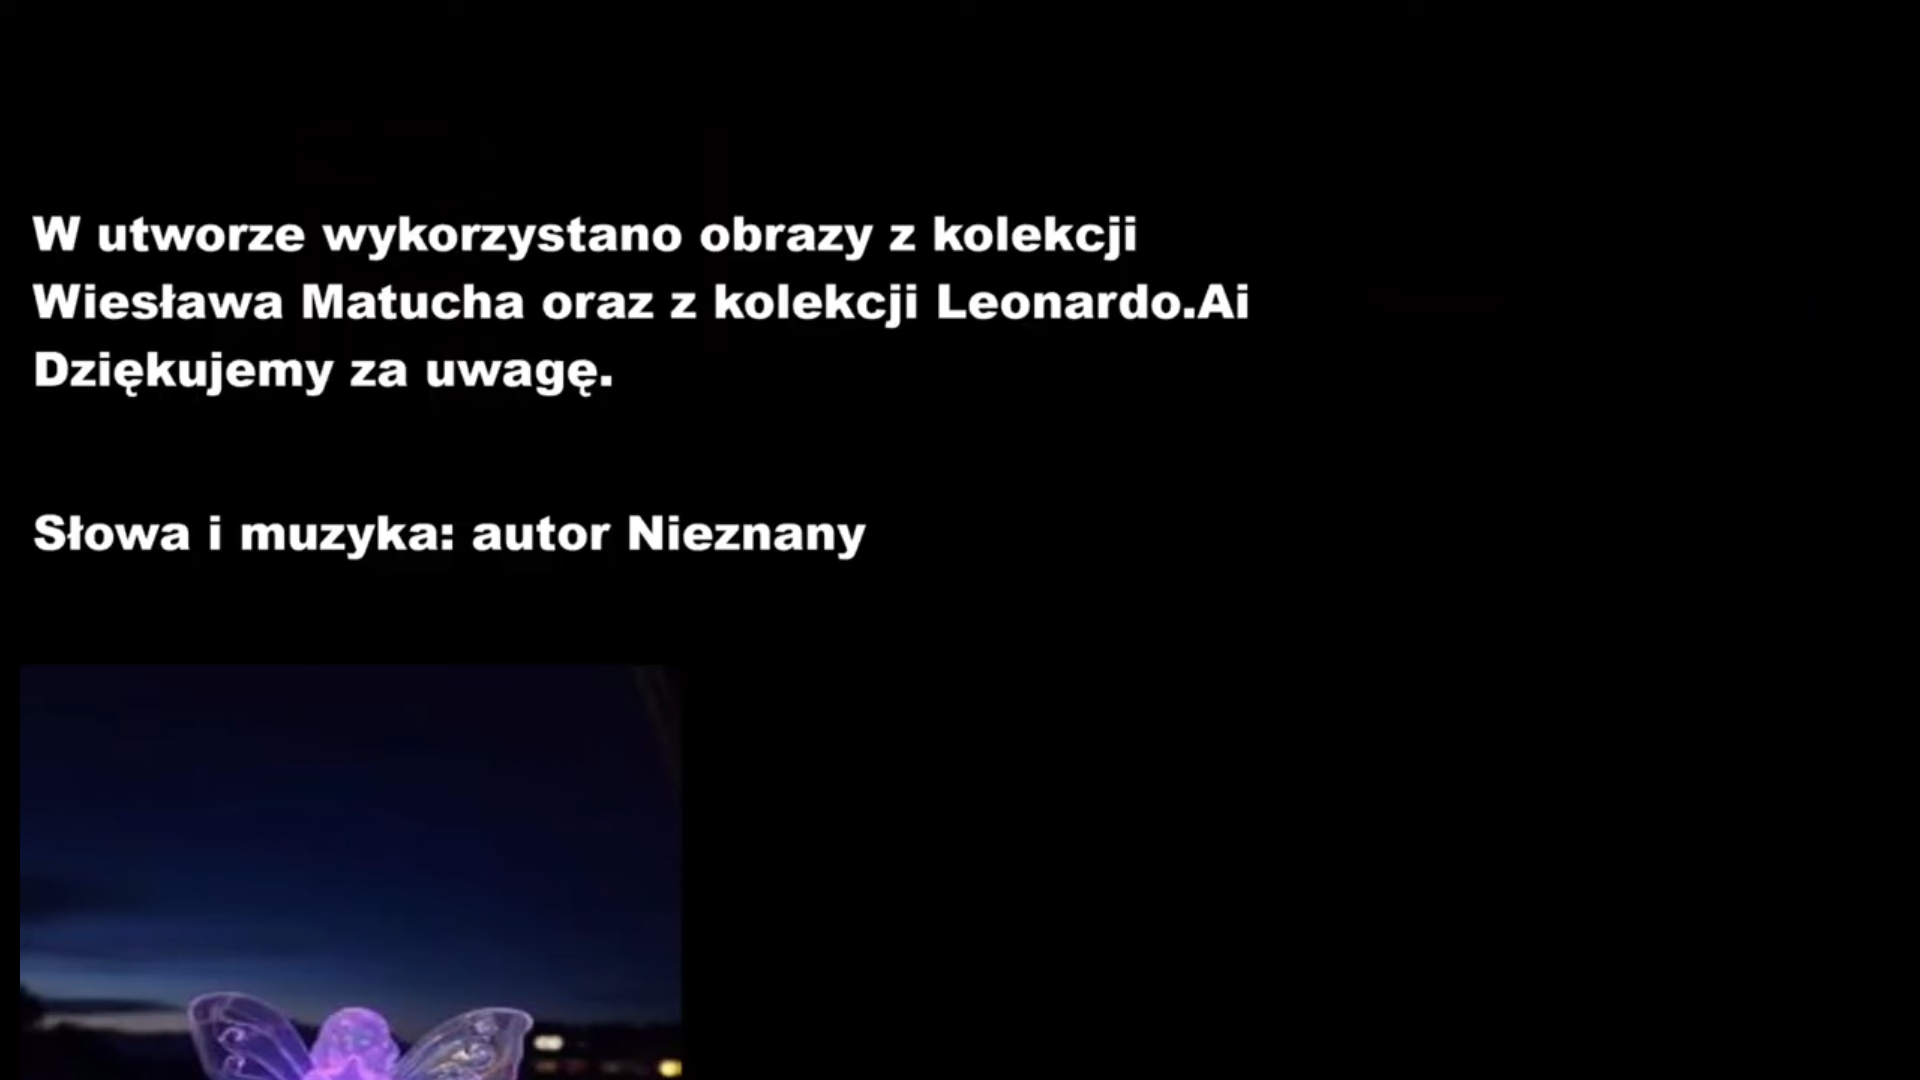 W utworze wykorzystano obrazy z kolekcji
Wiesława Matucha oraz z kolekcji Leonardo.Ai
Dziękujemy za uwagę.
Słowa i muzyka: autor Nieznany